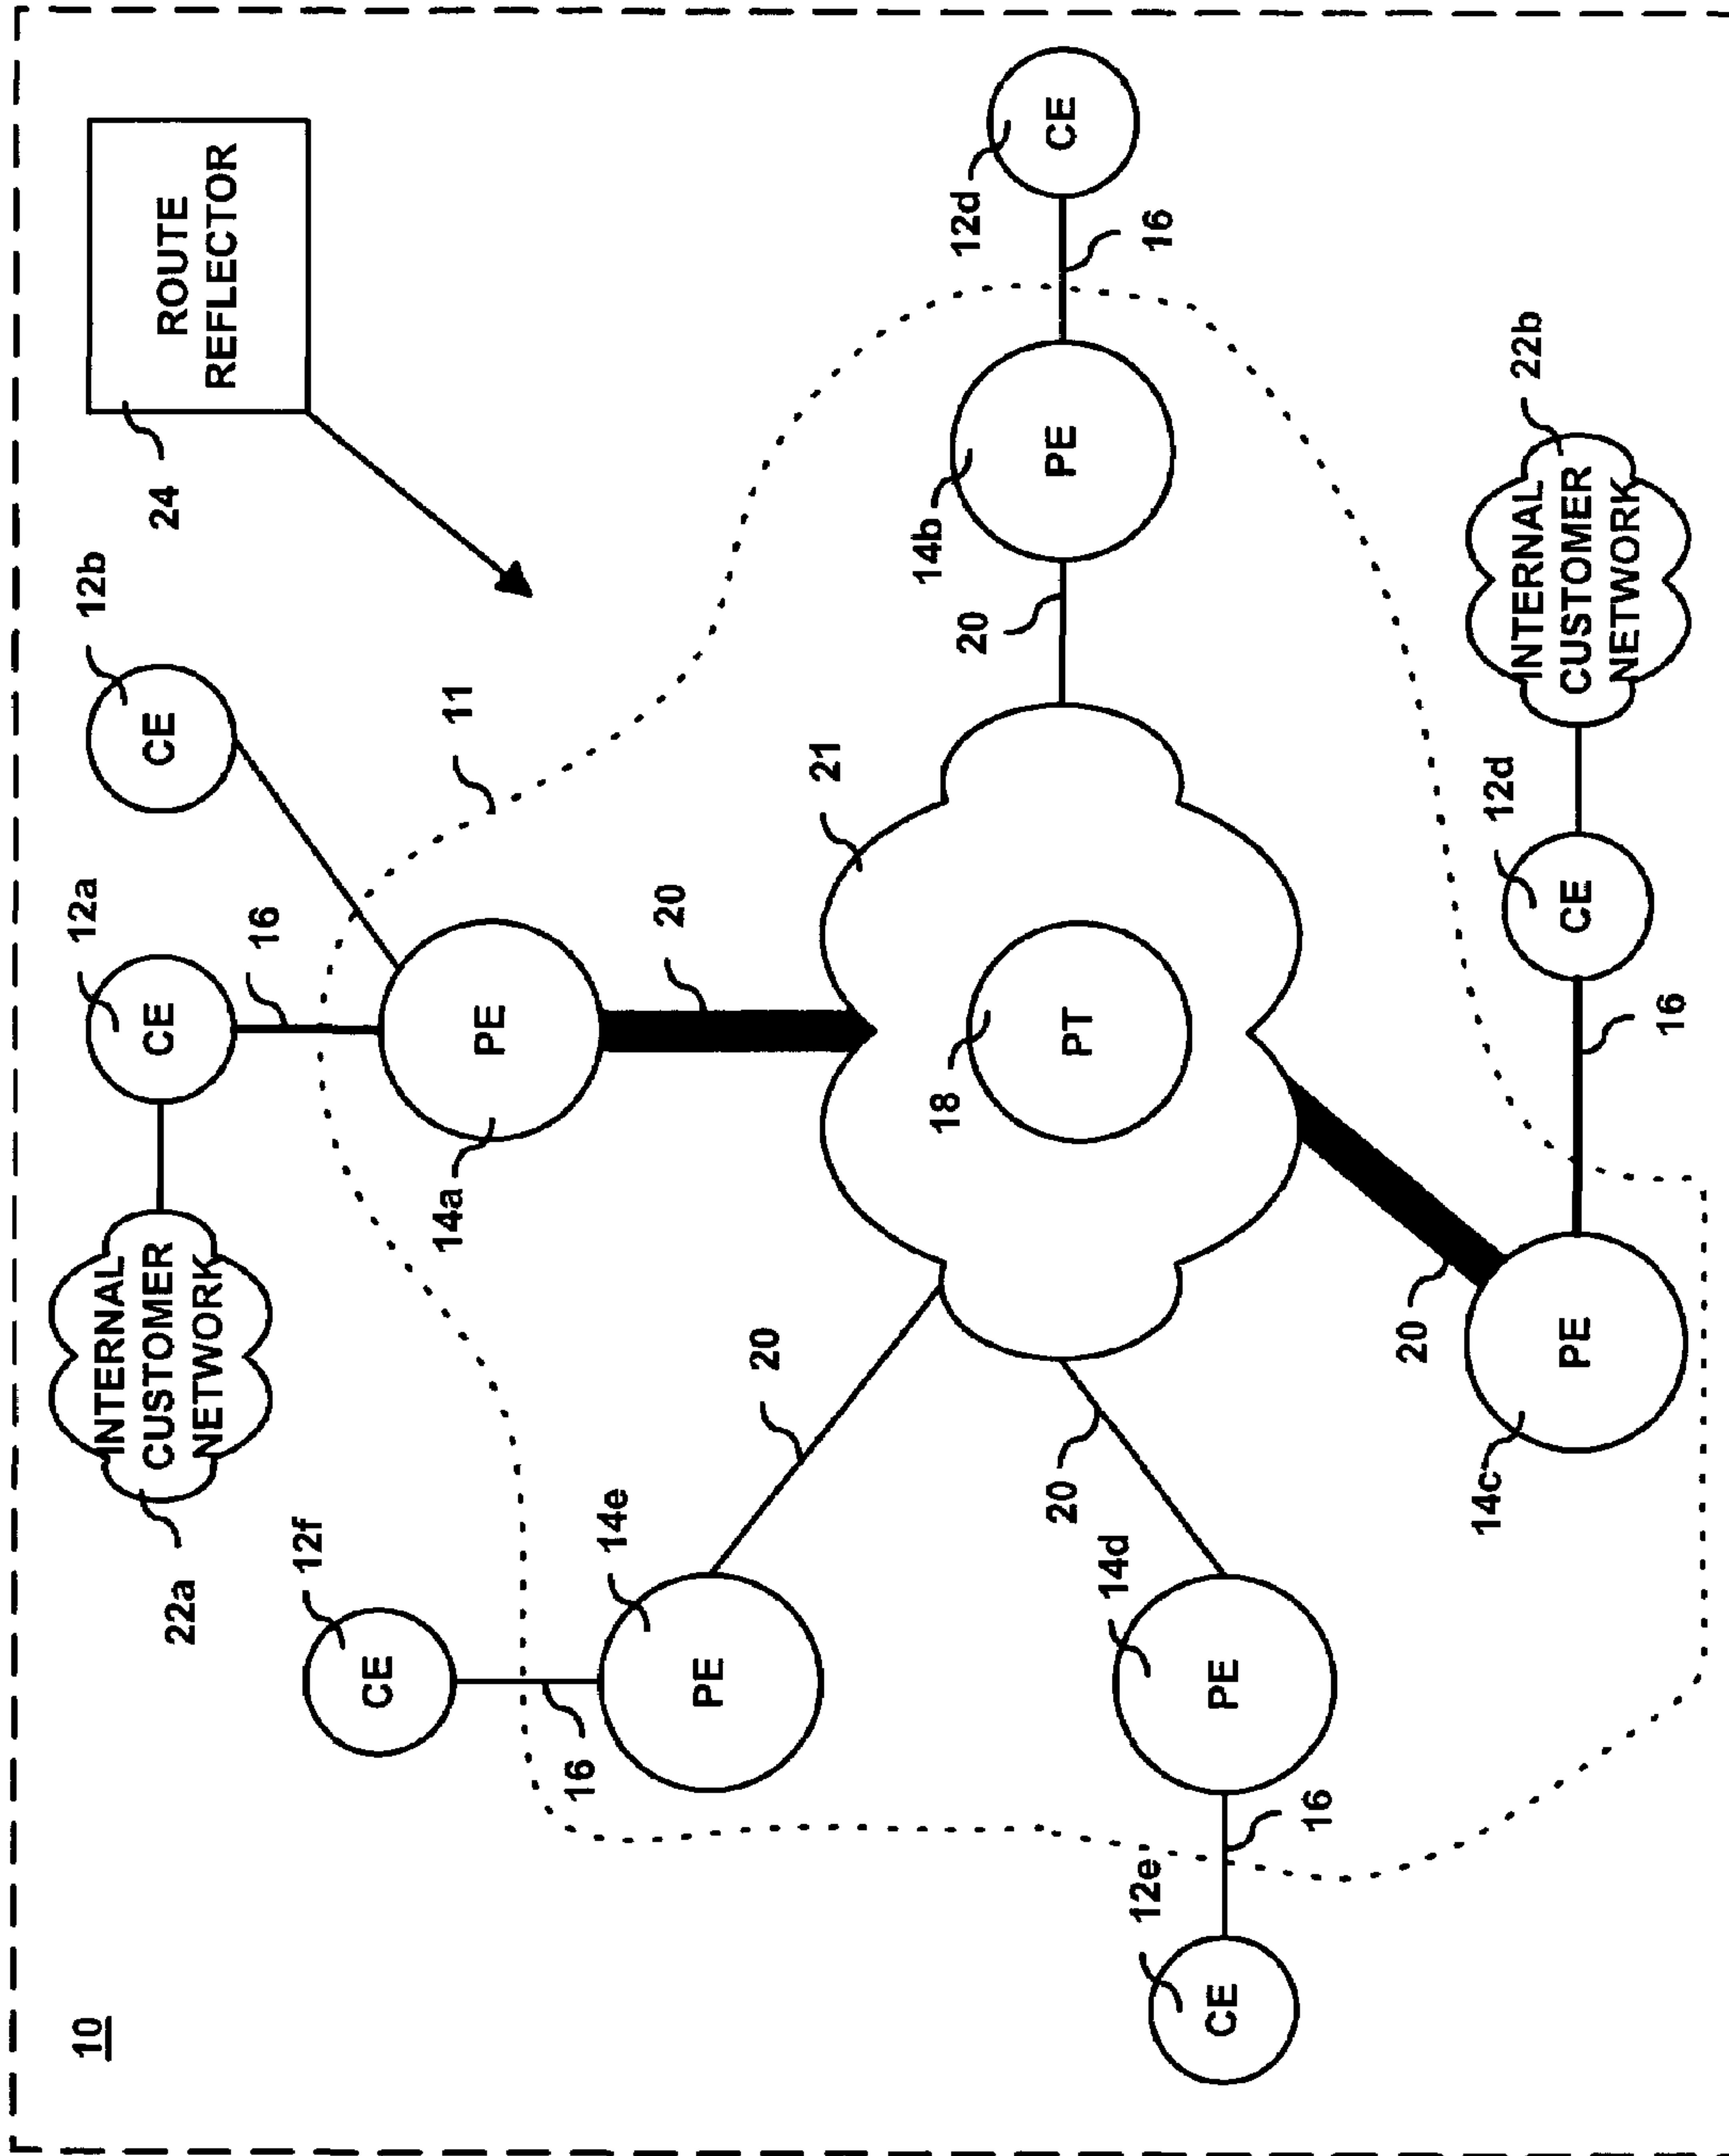 10
22a
INTERNAL
CUSTOMER
NETWORK
12a
CE
12b
CE
24
ROUTE
REFLECTOR
16
12f
CE
11
14a
PE
16
14e
PE
20
20
21
14b
PE
20
12d
CE
16
18
PT
12e
CE
16
14d
PE
20
20
14c
PE
16
12d
CE
22b
INTERNAL
CUSTOMER
NETWORK